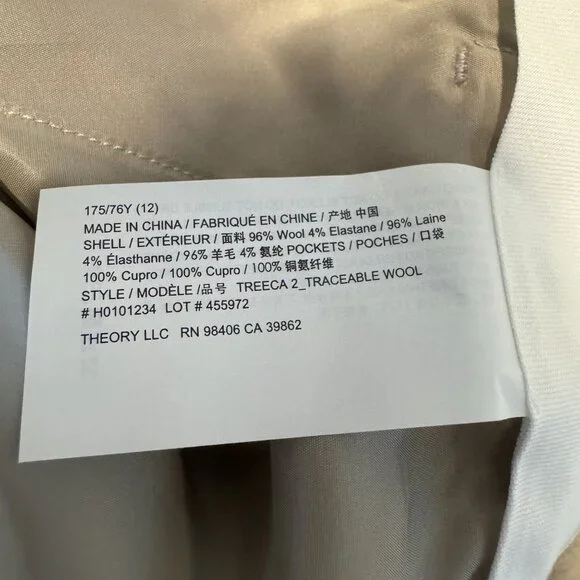 175/76Y (12)
MADE IN CHINA / FABRIQUÉ EN CHINE / 产地 中国
SHELL / EXTÉRIEUR / 面料 96% Wool 4% Elastane / 96% Laine
4% Élasthanne / 96% 羊毛 4% 氨纶 POCKETS / POCHES / 口袋
100% Cupro / 100% Cupro / 100% 铜氨纤维
STYLE / MODÈLE /品号 TREECA 2_TRACEABLE WOOL
# H0101234 LOT # 455972
THEORY LLC RN 98406 CA 39862